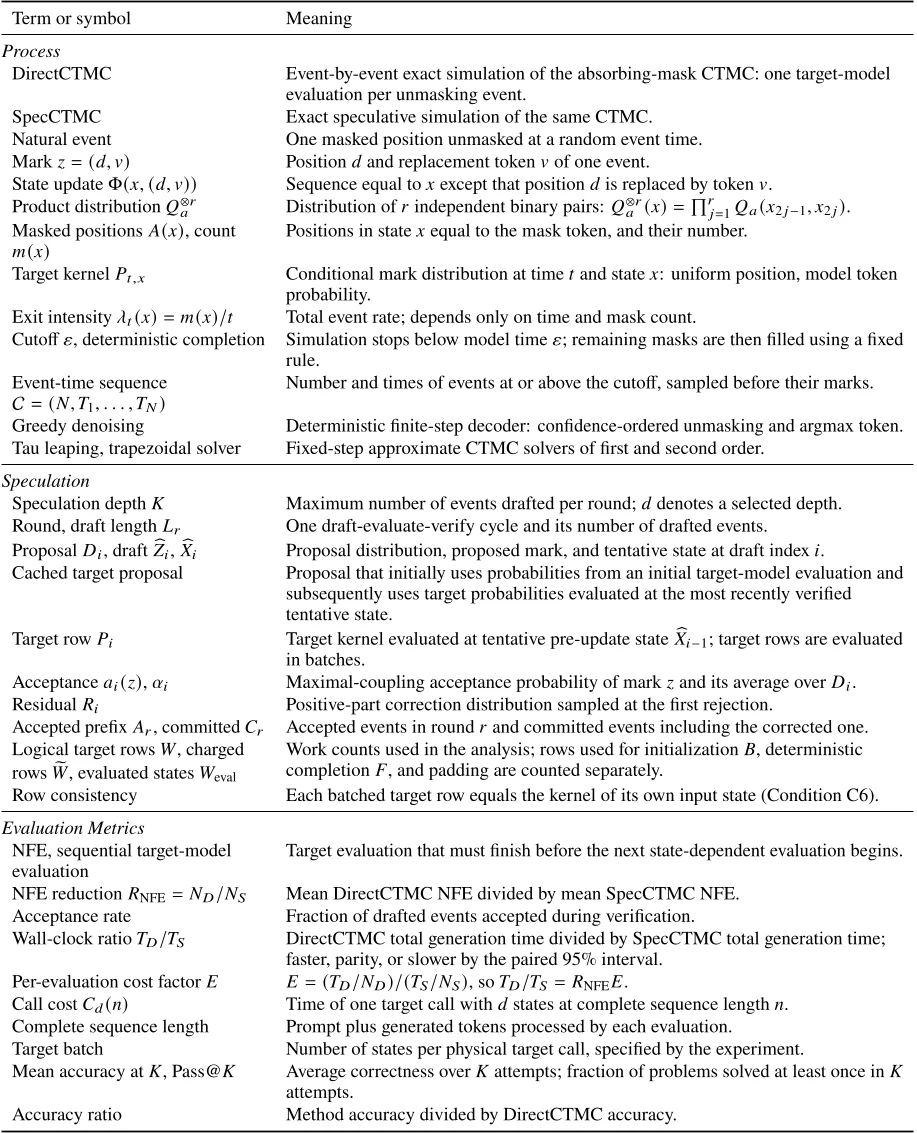 Term or symbol Meaning
Process
DirectCTMC Event-by-event exact simulation of the absorbing-mask CTMC: one target-model
evaluation per unmasking event.
SpecCTMC Exact speculative simulation of the same CTMC.
Natural event One masked position unmasked at a random event time.
Mark z = (d, v) Position d and replacement token v of one event.
State update Φ(x, (d, v)) Sequence equal to x except that position d is replaced by token v.
Product distribution Q_a^{⊗r} Distribution of r independent binary pairs: Q_a^{⊗r}(x) = ∏_{j=1}^{r} Q_a(x_{2j−1}, x_{2j}).
Masked positions A(x), count Positions in state x equal to the mask token, and their number.
m(x)
Target kernel P_{t,x} Conditional mark distribution at time t and state x: uniform position, model token
probability.
Exit intensity λ_t(x) = m(x)/t Total event rate; depends only on time and mask count.
Cutoff ε, deterministic completion Simulation stops below model time ε; remaining masks are then filled using a fixed
rule.
Event-time sequence Number and times of events at or above the cutoff, sampled before their marks.
C = (N, T_1, . . . , T_N)
Greedy denoising Deterministic finite-step decoder: confidence-ordered unmasking and argmax token.
Tau leaping, trapezoidal solver Fixed-step approximate CTMC solvers of first and second order.
Speculation
Speculation depth K Maximum number of events drafted per round; d denotes a selected depth.
Round, draft length L_r One draft-evaluate-verify cycle and its number of drafted events.
Proposal D_i, draft Ẑ_i, X̂_i Proposal distribution, proposed mark, and tentative state at draft index i.
Cached target proposal Proposal that initially uses probabilities from an initial target-model evaluation and
subsequently uses target probabilities evaluated at the most recently verified
tentative state.
Target row P_i Target kernel evaluated at tentative pre-update state X̂_{i−1}; target rows are evaluated
in batches.
Acceptance a_i(z), α_i Maximal-coupling acceptance probability of mark z and its average over D_i.
Residual R_i Positive-part correction distribution sampled at the first rejection.
Accepted prefix A_r, committed C_r Accepted events in round r and committed events including the corrected one.
Logical target rows W, charged Work counts used in the analysis; rows used for initialization B, deterministic
rows W̃, evaluated states W_eval completion F, and padding are counted separately.
Row consistency Each batched target row equals the kernel of its own input state (Condition C6).
Evaluation Metrics
NFE, sequential target-model Target evaluation that must finish before the next state-dependent evaluation begins.
evaluation
NFE reduction R_NFE = N_D/N_S Mean DirectCTMC NFE divided by mean SpecCTMC NFE.
Acceptance rate Fraction of drafted events accepted during verification.
Wall-clock ratio T_D/T_S DirectCTMC total generation time divided by SpecCTMC total generation time;
faster, parity, or slower by the paired 95% interval.
Per-evaluation cost factor E E = (T_D/N_D)/(T_S/N_S), so T_D/T_S = R_NFE E.
Call cost C_d(n) Time of one target call with d states at complete sequence length n.
Complete sequence length Prompt plus generated tokens processed by each evaluation.
Target batch Number of states per physical target call, specified by the experiment.
Mean accuracy at K, Pass@K Average correctness over K attempts; fraction of problems solved at least once in K
attempts.
Accuracy ratio Method accuracy divided by DirectCTMC accuracy.